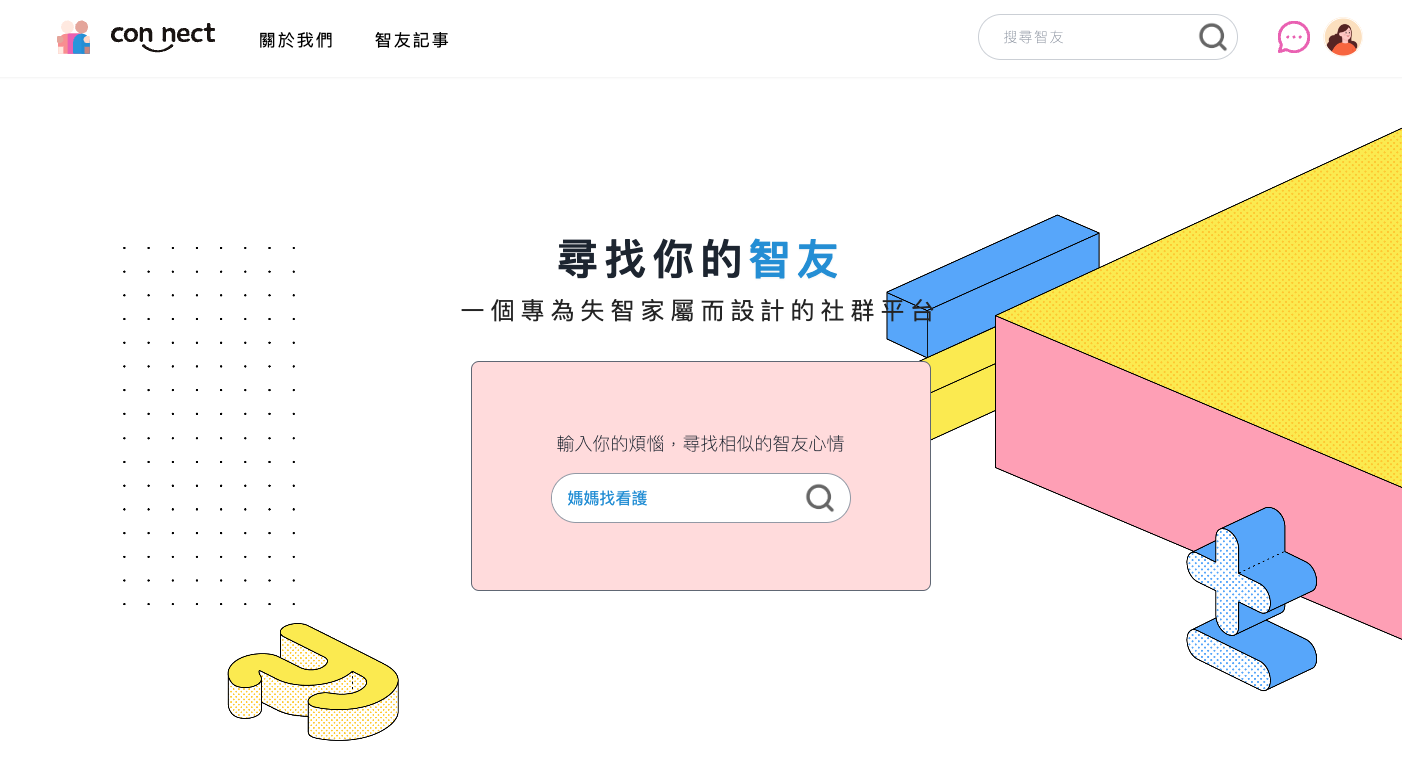 con nect
關於我們
智友記事
搜尋智友
尋找你的智友
一個專為失智家屬而設計的社群平台
輸入你的煩惱，尋找相似的智友心情
媽媽找看護